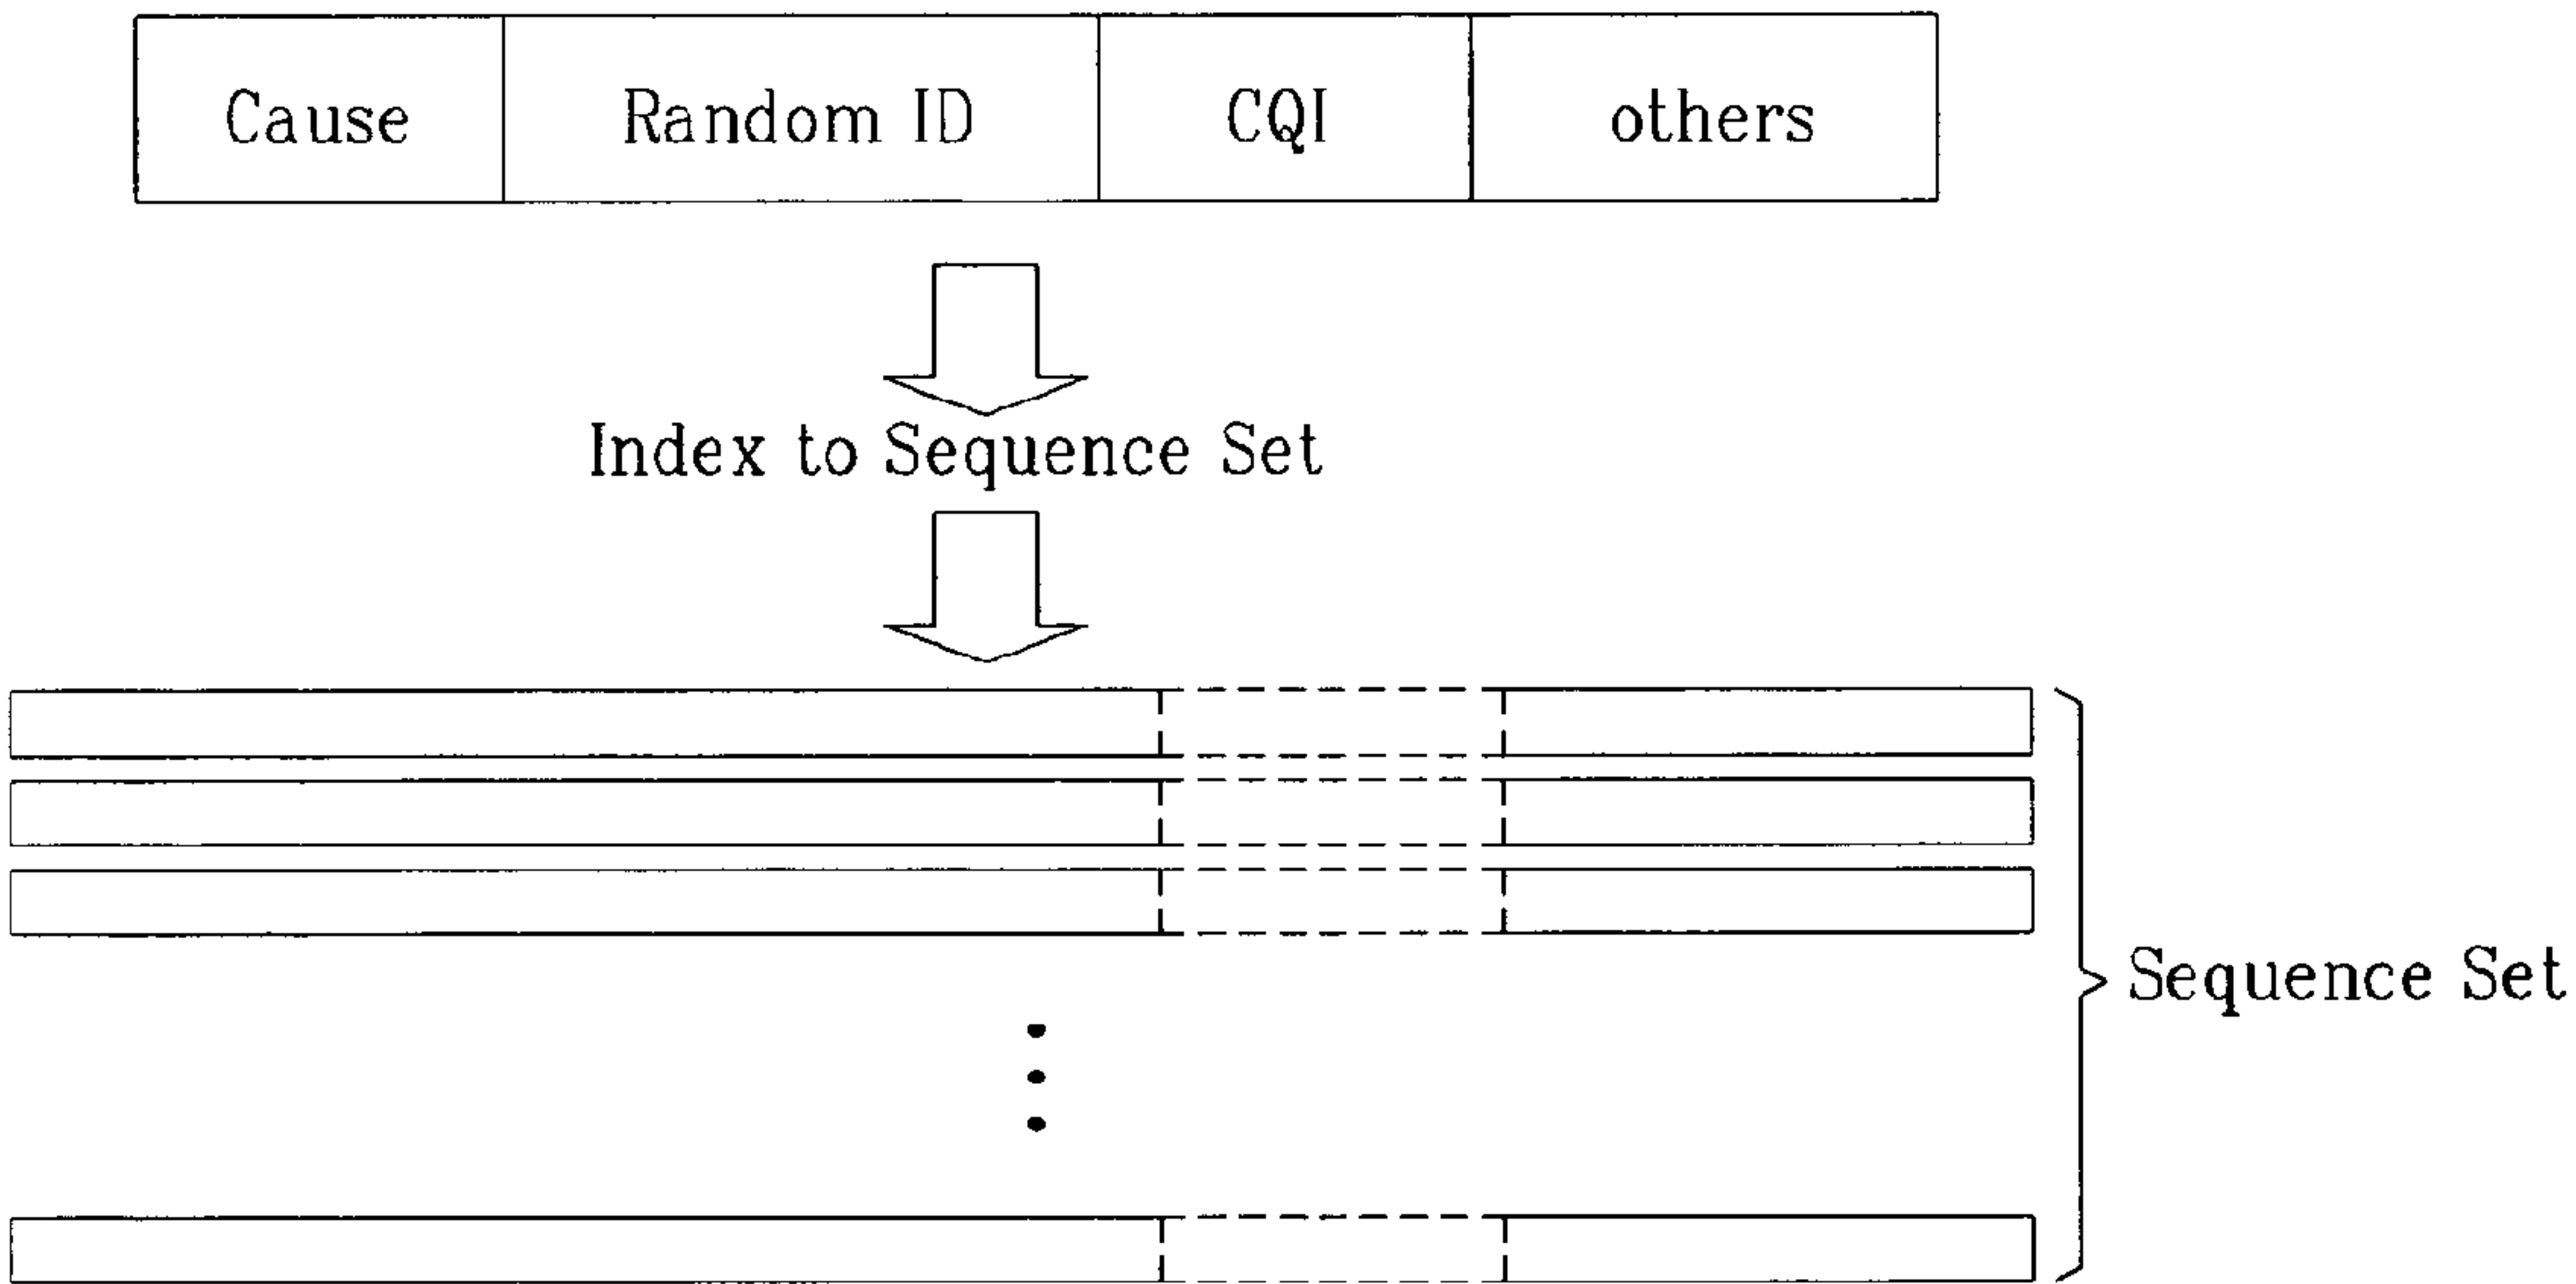 Cause Random ID CQI others
Index to Sequence Set
Sequence Set